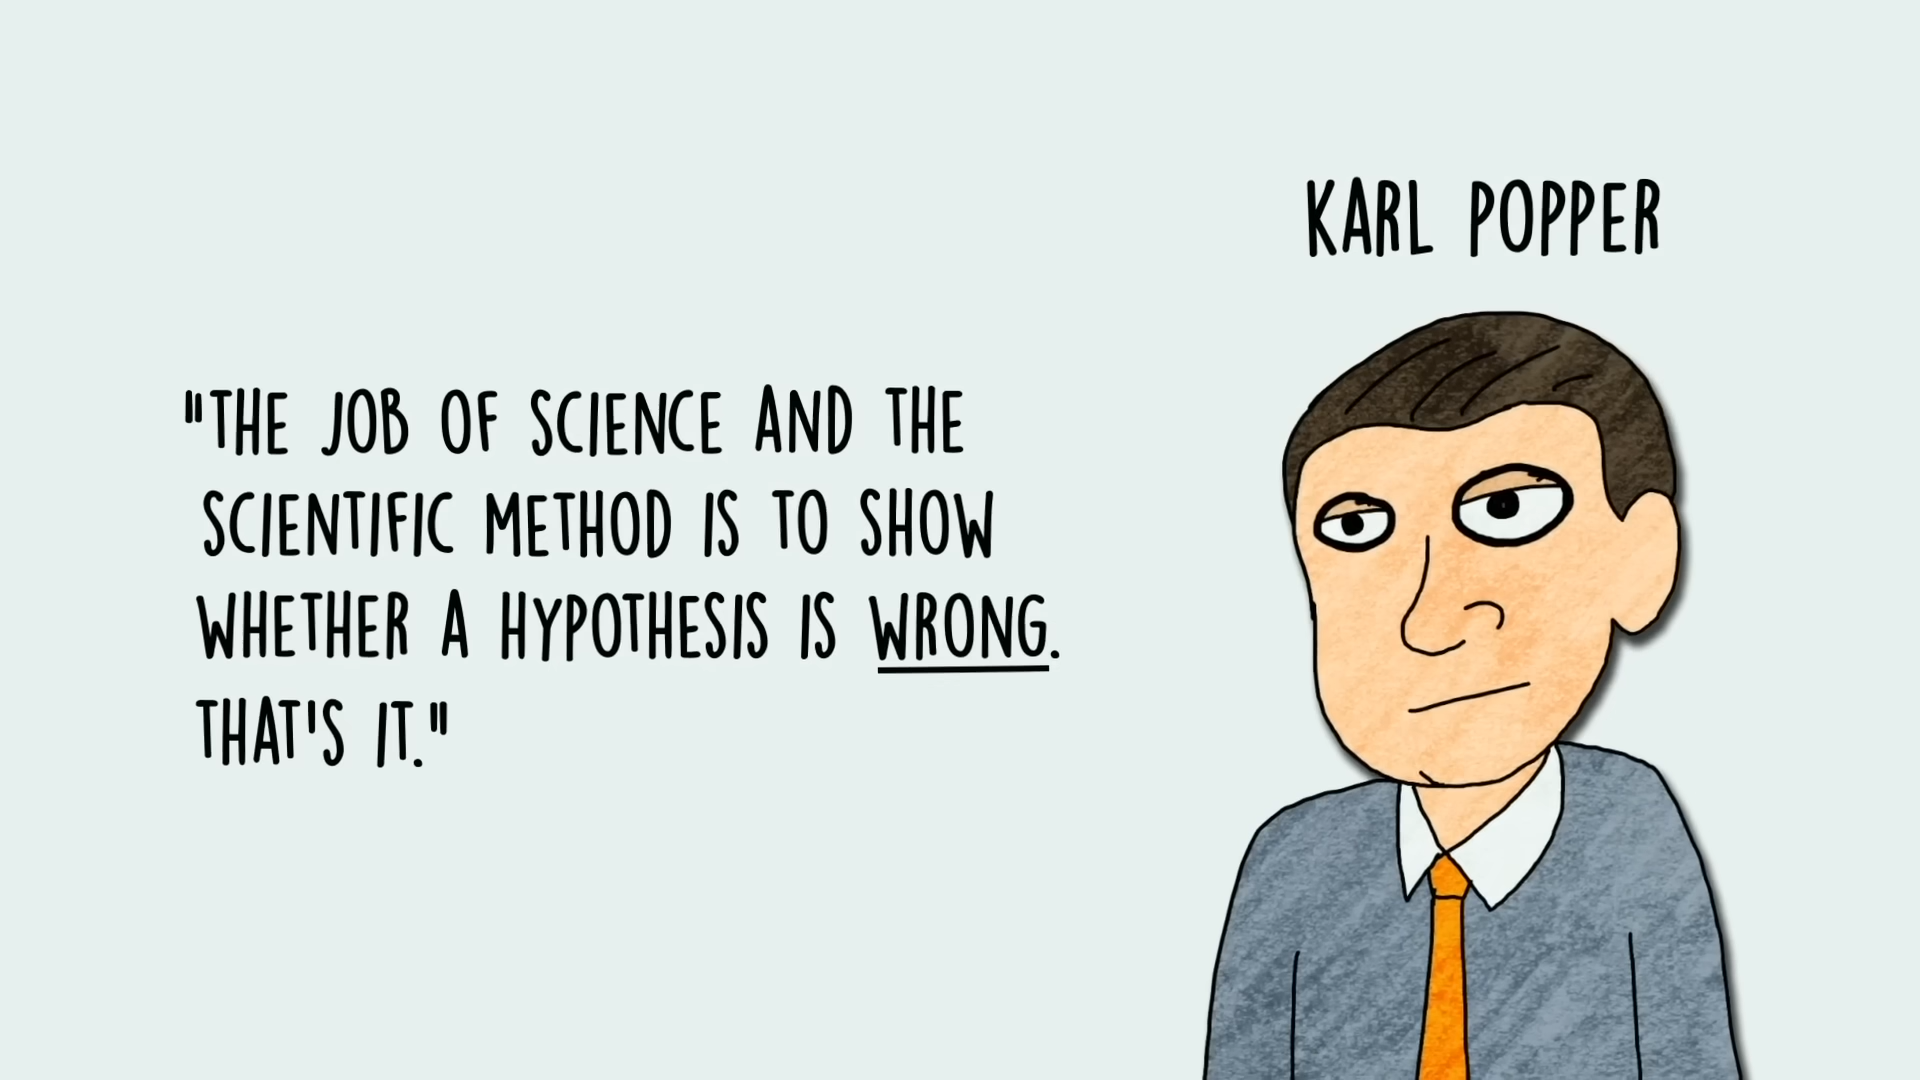 KARL POPPER
"THE JOB OF SCIENCE AND THE
SCIENTIFIC METHOD IS TO SHOW
WHETHER A HYPOTHESIS IS WRONG.
THAT'S IT."